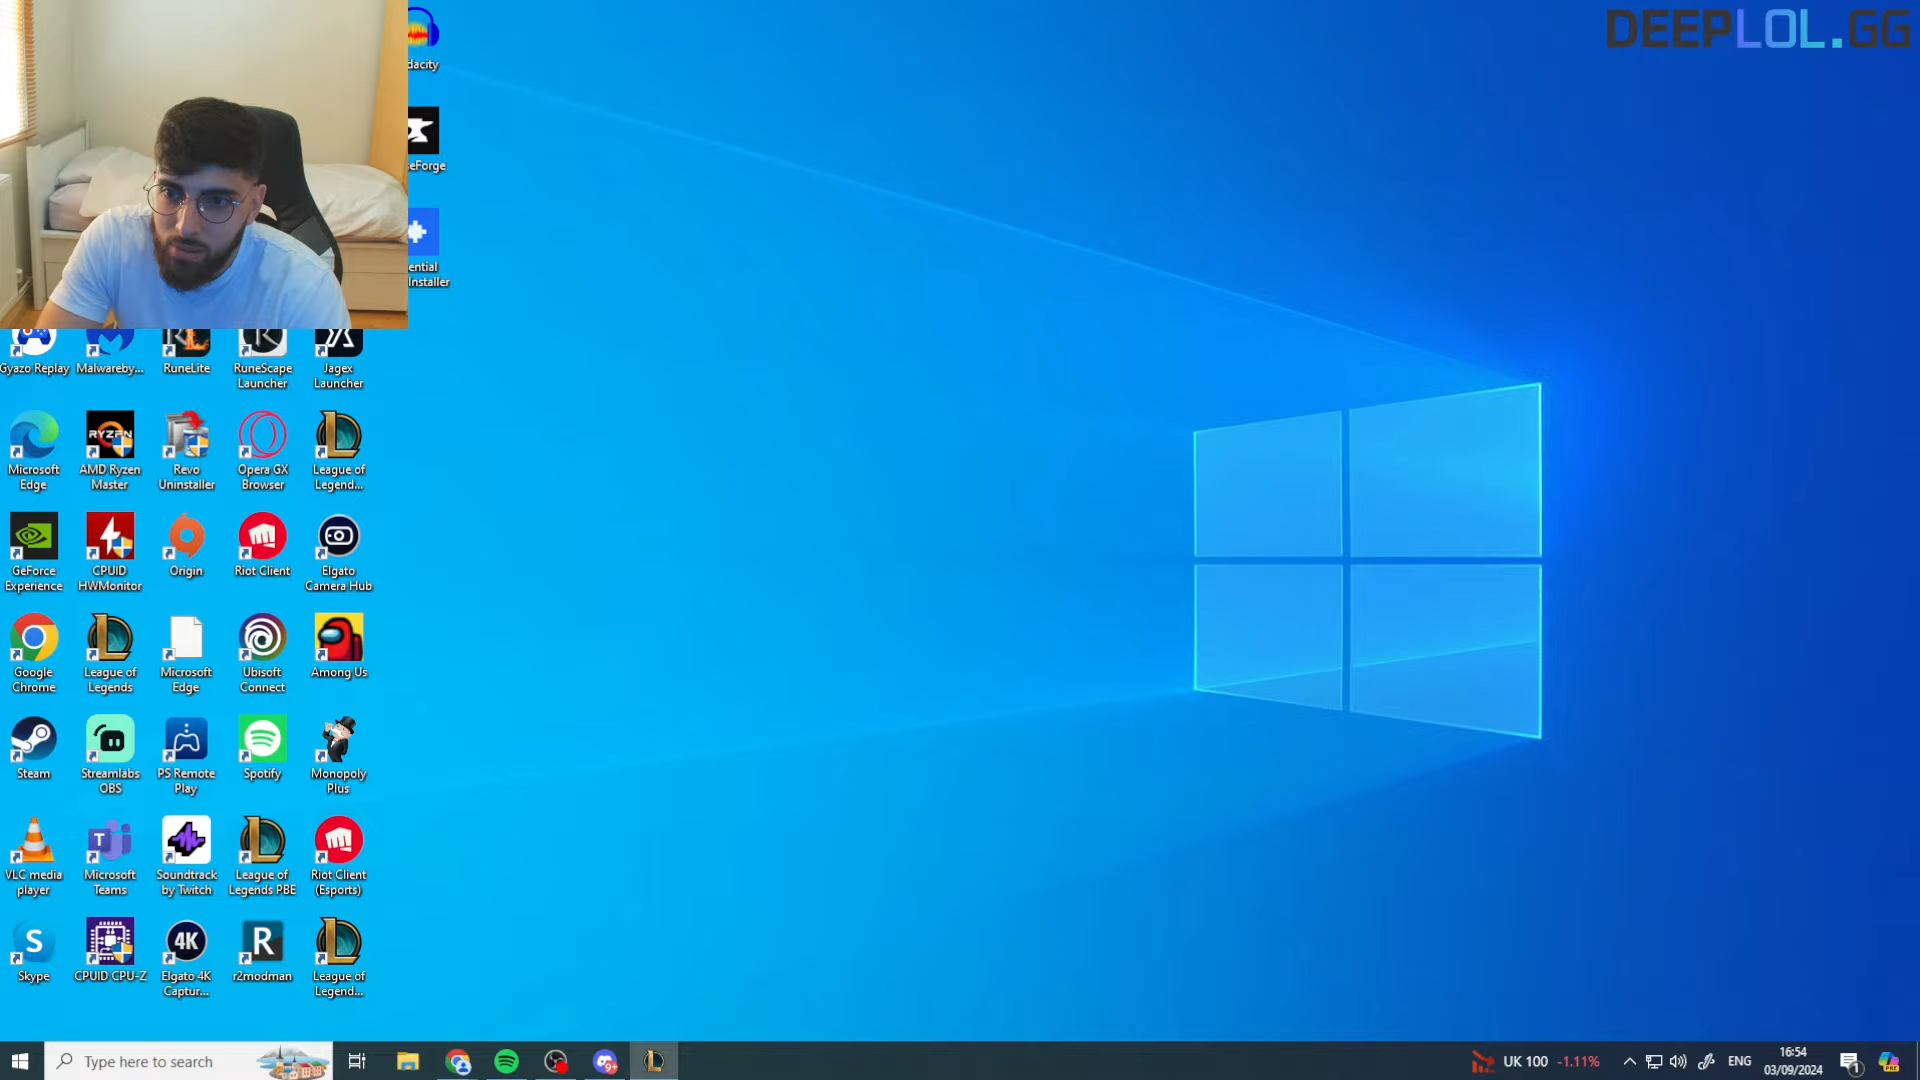 DEEPLOL.GG
dacity
eForge
ential
Installer
Gyazo Replay
Malwareby...
RuneLite
RuneScape
Launcher
Jagex
Launcher
Microsoft
Edge
RYZEN
AMD Ryzen
Master
Revo
Uninstaller
Opera GX
Browser
League of
Legend...
GeForce
Experience
CPUID
HWMonitor
Origin
Riot Client
Elgato
Camera Hub
Google
Chrome
League of
Legends
Microsoft
Edge
Ubisoft
Connect
Among Us
Steam
Streamlabs
OBS
PS Remote
Play
Spotify
Monopoly
Plus
VLC media
player
T
Microsoft
Teams
Soundtrack
by Twitch
League of
Legends PBE
Riot Client
(Esports)
S
Skype
CPUID CPU-Z
4K
Elgato 4K
Captur...
R
r2modman
League of
Legend...
Type here to search
9+
UK 100 -1.11%
ENG
16:54
03/09/2024
1
PRE